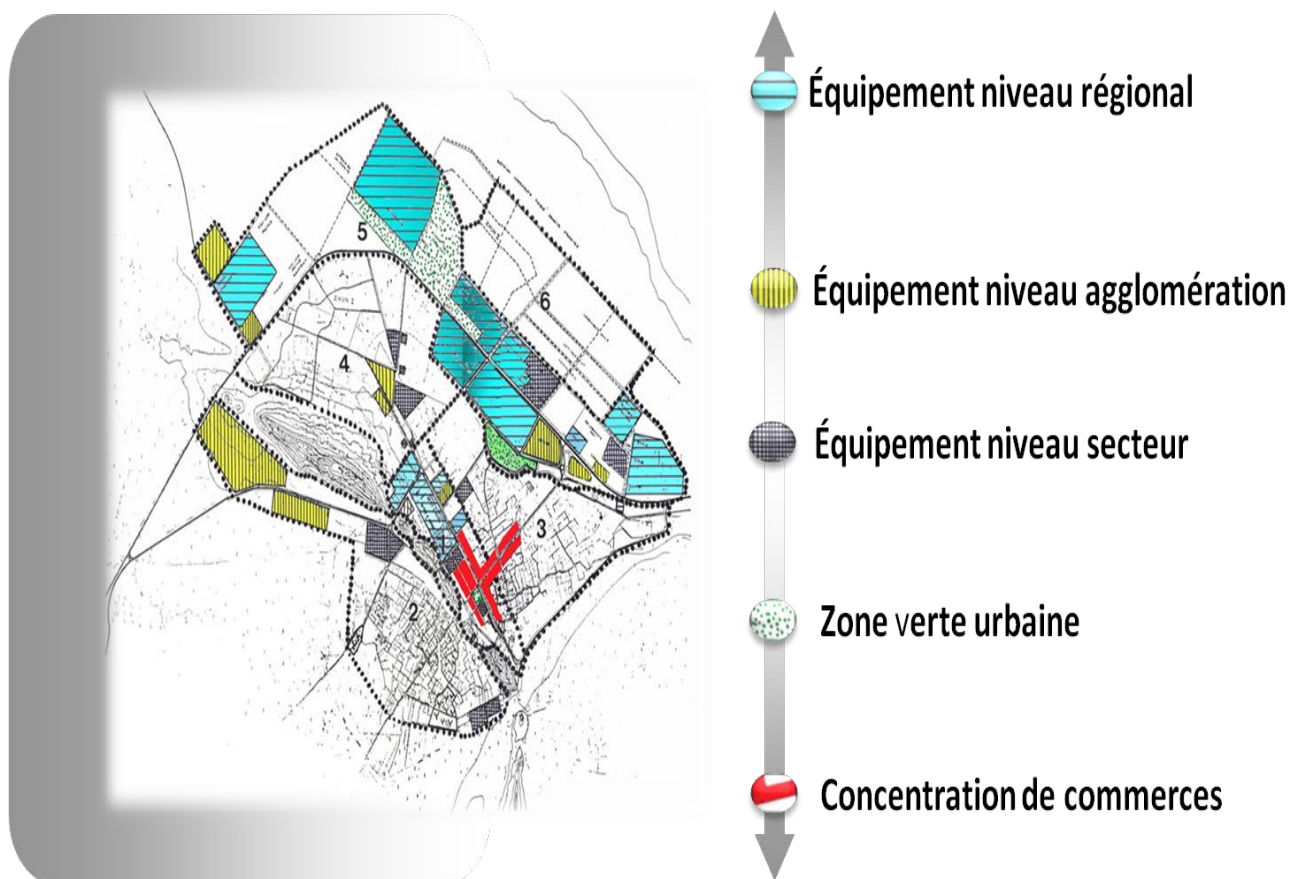 Équipement niveau régional
Équipement niveau agglomération
Équipement niveau secteur
Zone verte urbaine
Concentration de commerces
5
6
4
3
1
2